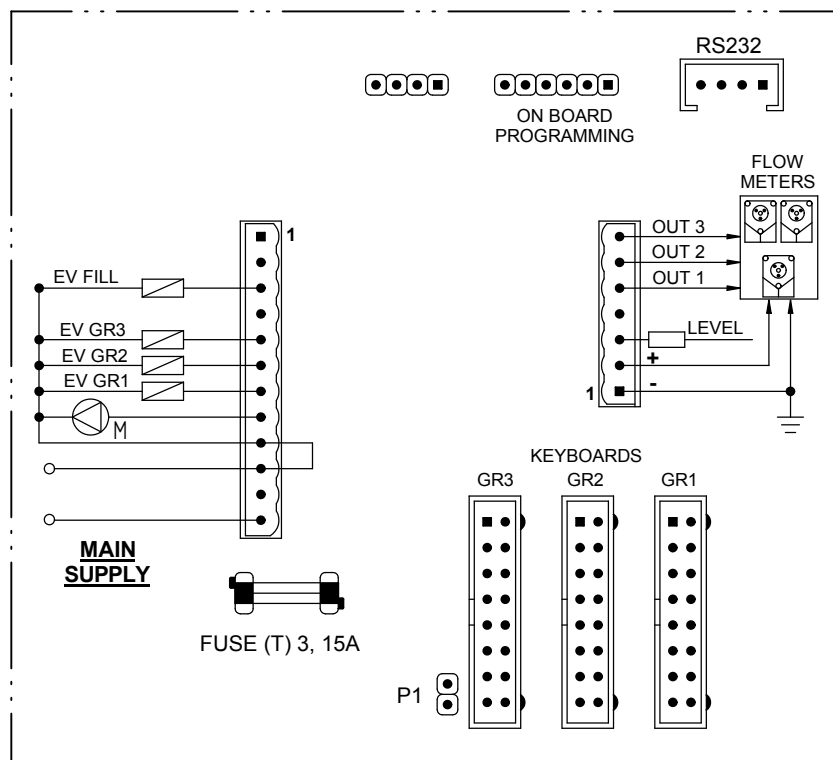 RS232
ON BOARD
PROGRAMMING
FLOW
METERS
1
OUT 3
OUT 2
EV FILL
OUT 1
EV GR3
LEVEL
EV GR2
+
EV GR1
-
1
M
KEYBOARDS
GR3 GR2 GR1
MAIN
SUPPLY
FUSE (T) 3, 15A
P1